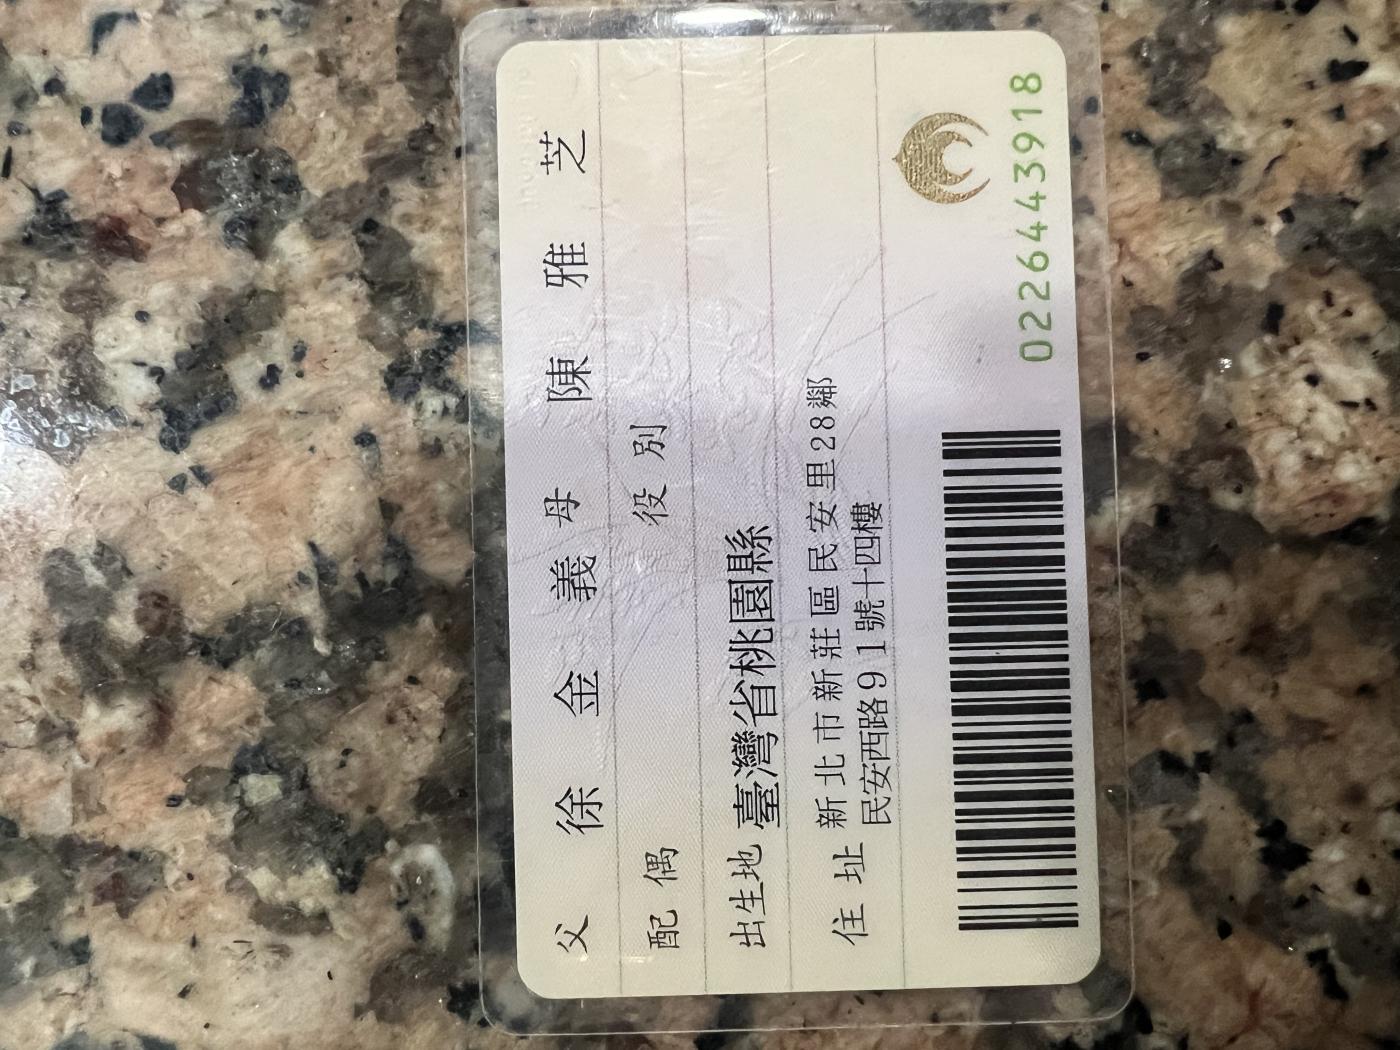 父 徐金義 母 陳雅芝
配偶 役別
出生地 臺灣省桃園縣
住址 新北市新莊區民安里28鄰
民安西路91號十四樓
0226443918